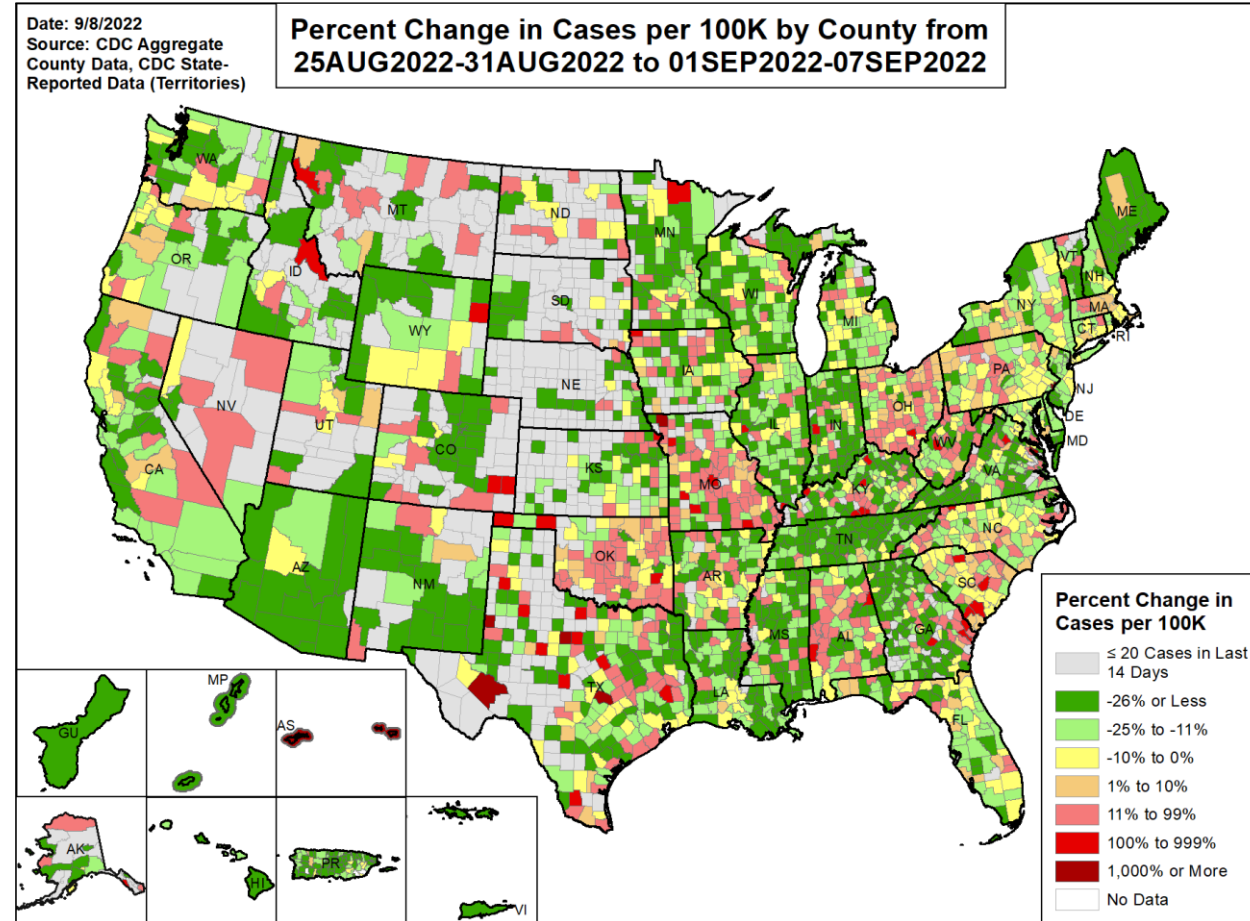 Date: 9/8/2022
Source: CDC Aggregate
County Data, CDC State-
Reported Data (Territories)
Percent Change in Cases per 100K by County from
25AUG2022-31AUG2022 to 01SEP2022-07SEP2022
WA
MT
ND
MN
ME
OR
ID
SD
WI
MI
VT
NH
NY
MA
CT
RI
WY
IA
PA
NJ
NE
NV
UT
CO
IL
IN
OH
DE
MD
WV
VA
CA
KS
MO
KY
NC
TN
AZ
NM
OK
AR
SC
MS
AL
GA
TX
LA
FL
GU
MP
AS
AK
HI
PR
VI
Percent Change in
Cases per 100K
≤ 20 Cases in Last
14 Days
-26% or Less
-25% to -11%
-10% to 0%
1% to 10%
11% to 99%
100% to 999%
1,000% or More
No Data